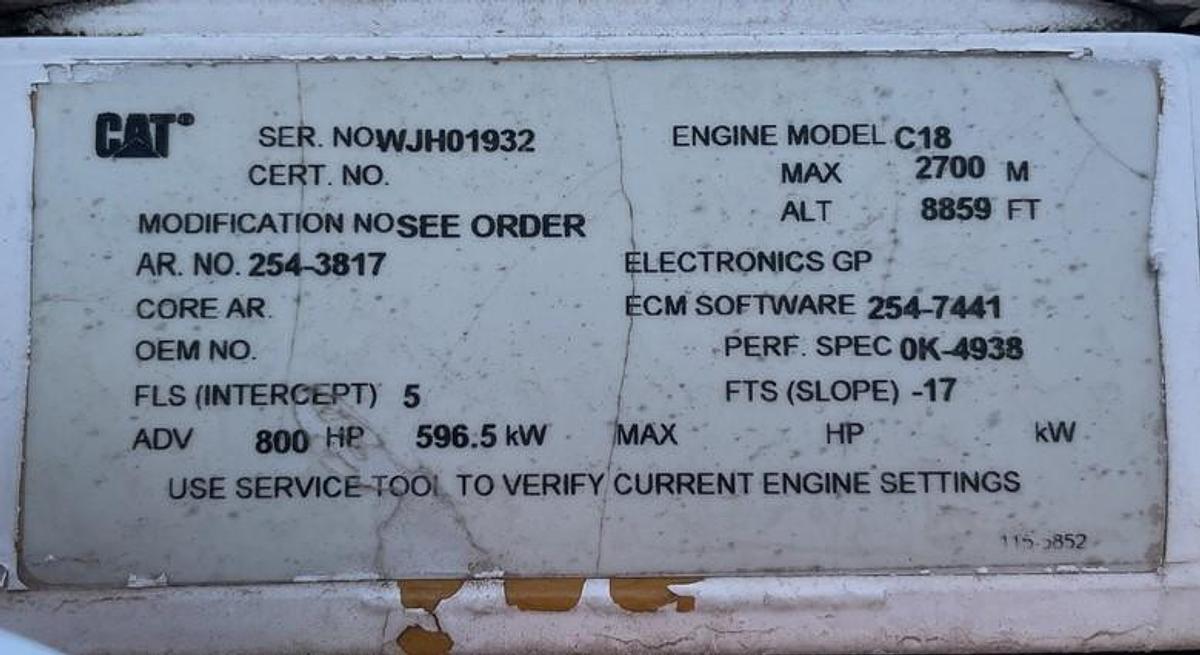 CAT® SER. NO WJH01932 ENGINE MODEL C18
CERT. NO. MAX 2700 M
MODIFICATION NO SEE ORDER ALT 8859 FT
AR. NO. 254-3817 ELECTRONICS GP
CORE AR. ECM SOFTWARE 254-7441
OEM NO. PERF. SPEC 0K-4938
FLS (INTERCEPT) 5 FTS (SLOPE) -17
ADV 800 HP 596.5 kW MAX HP kW
USE SERVICE TOOL TO VERIFY CURRENT ENGINE SETTINGS